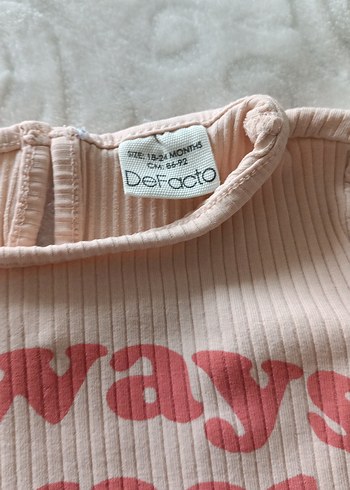 SIZE: 18-24 MONTHS
CM: 86-92
DeFacto
ways